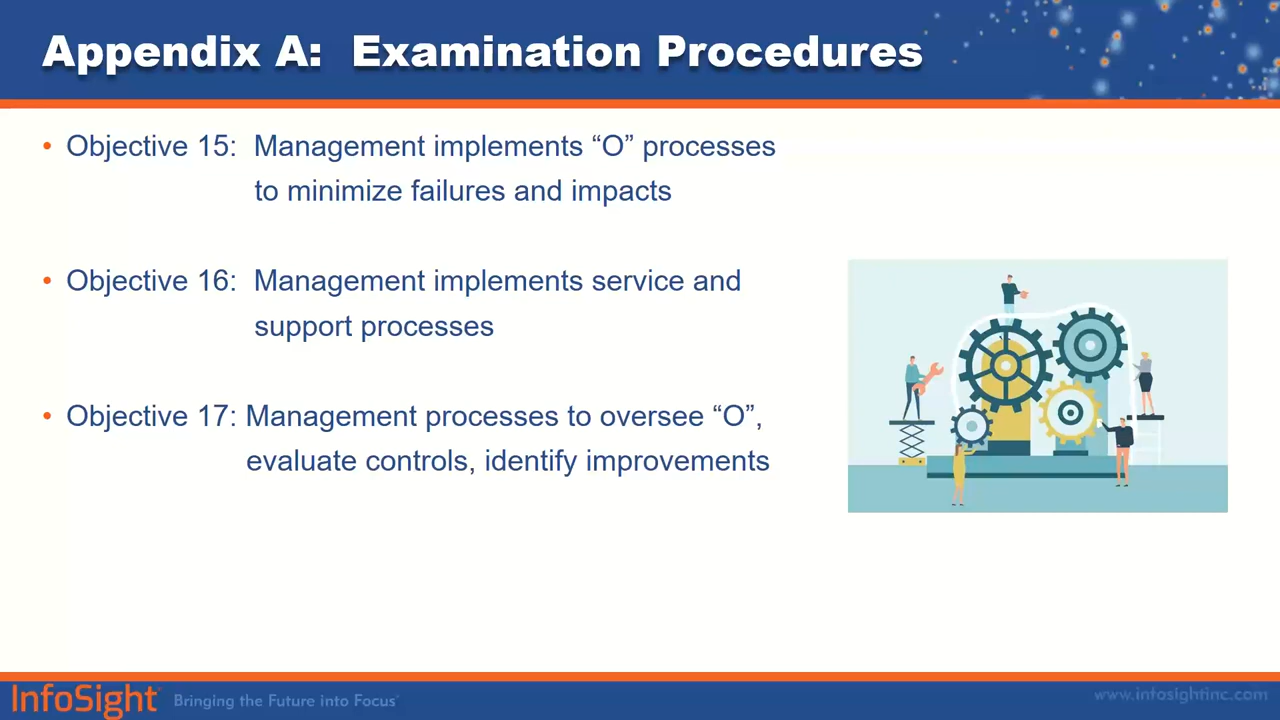 Appendix A: Examination Procedures
• Objective 15: Management implements “O” processes
to minimize failures and impacts
• Objective 16: Management implements service and
support processes
• Objective 17: Management processes to oversee “O”,
evaluate controls, identify improvements
InfoSight Bringing the Future into Focus
www.infosightinc.com